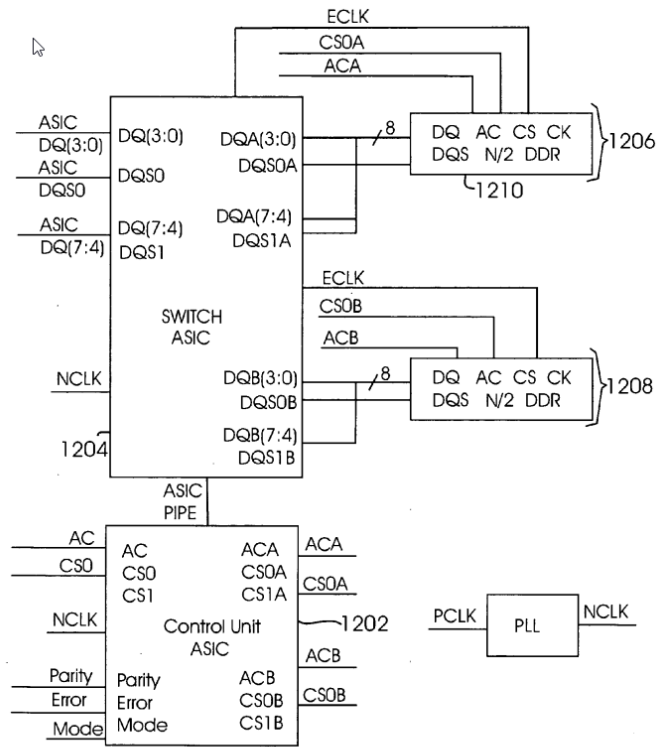 ECLK
CS0A
ACA
8
DQ AC CS CK
DQS N/2 DDR
1206
1210
ASIC
DQ(3:0)
ASIC
DQS0
ASIC
DQ(7:4)
DQ(3:0)
DQS0
DQ(7:4)
DQS1
DQA(3:0)
DQS0A
DQA(7:4)
DQS1A
SWITCH
ASIC
ECLK
CS0B
ACB
8
DQ AC CS CK
DQS N/2 DDR
1208
NCLK
DQB(3:0)
DQS0B
DQB(7:4)
DQS1B
1204
ASIC
PIPE
AC
CS0
NCLK
Parity
Error
Mode
AC
CS0
CS1
ACA
CS0A
CS1A
Control Unit
ASIC
Parity
Error
Mode
ACB
CS0B
CS1B
ACA
CS0A
1202
ACB
CS0B
PCLK
PLL
NCLK